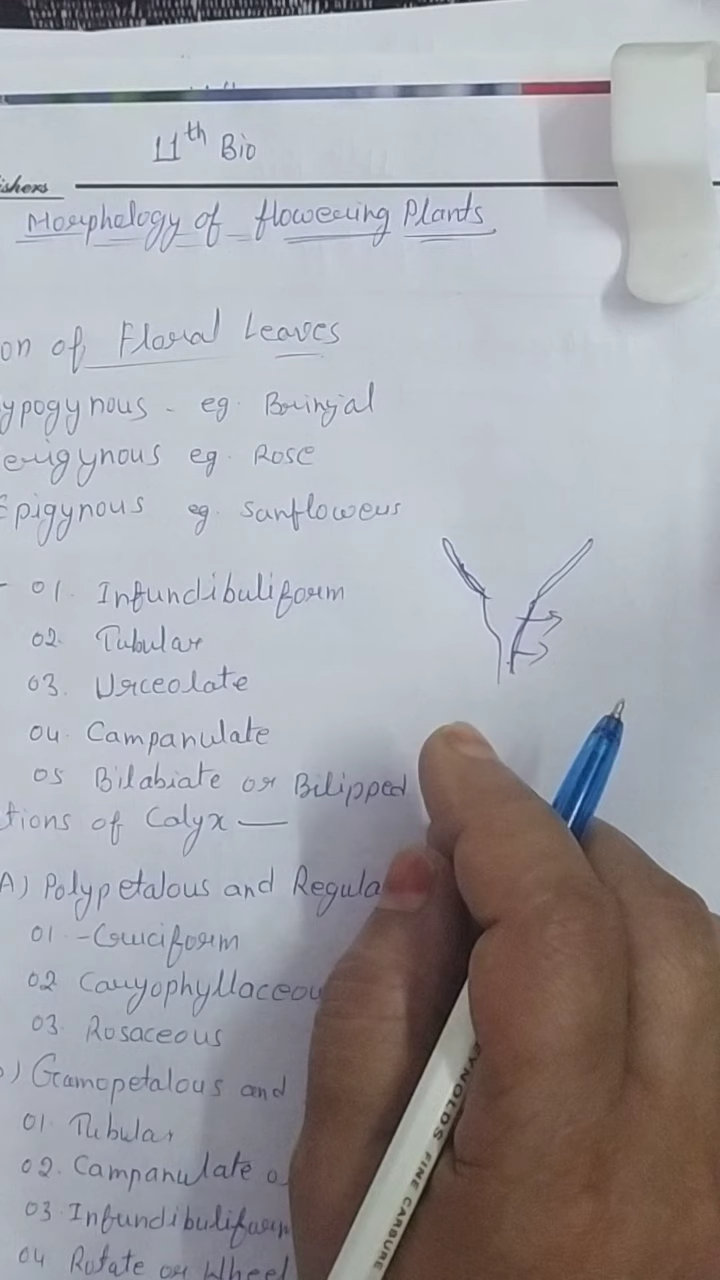 11th Bio
ishers
Morphology of flowering Plants
on of Floral Leaves
ypogynous - eg. Brinjal
erigynous eg. Rose
Epigynous eg. Sunflowers
01. Infundibuliform
02. Tubular
03. Urceolate
04. Campanulate
05 Bilabiate or Bilipped
tions of Calyx —
A) Polypetalous and Regula
01 - Cruciform
02 Caryophyllaceou
03. Rosaceous
) Gamopetalous and
01. Tubular
02. Campanulate o
03. Infundibuliform
04 Rotate or Wheel
EYNOLDS FINE CARBURE